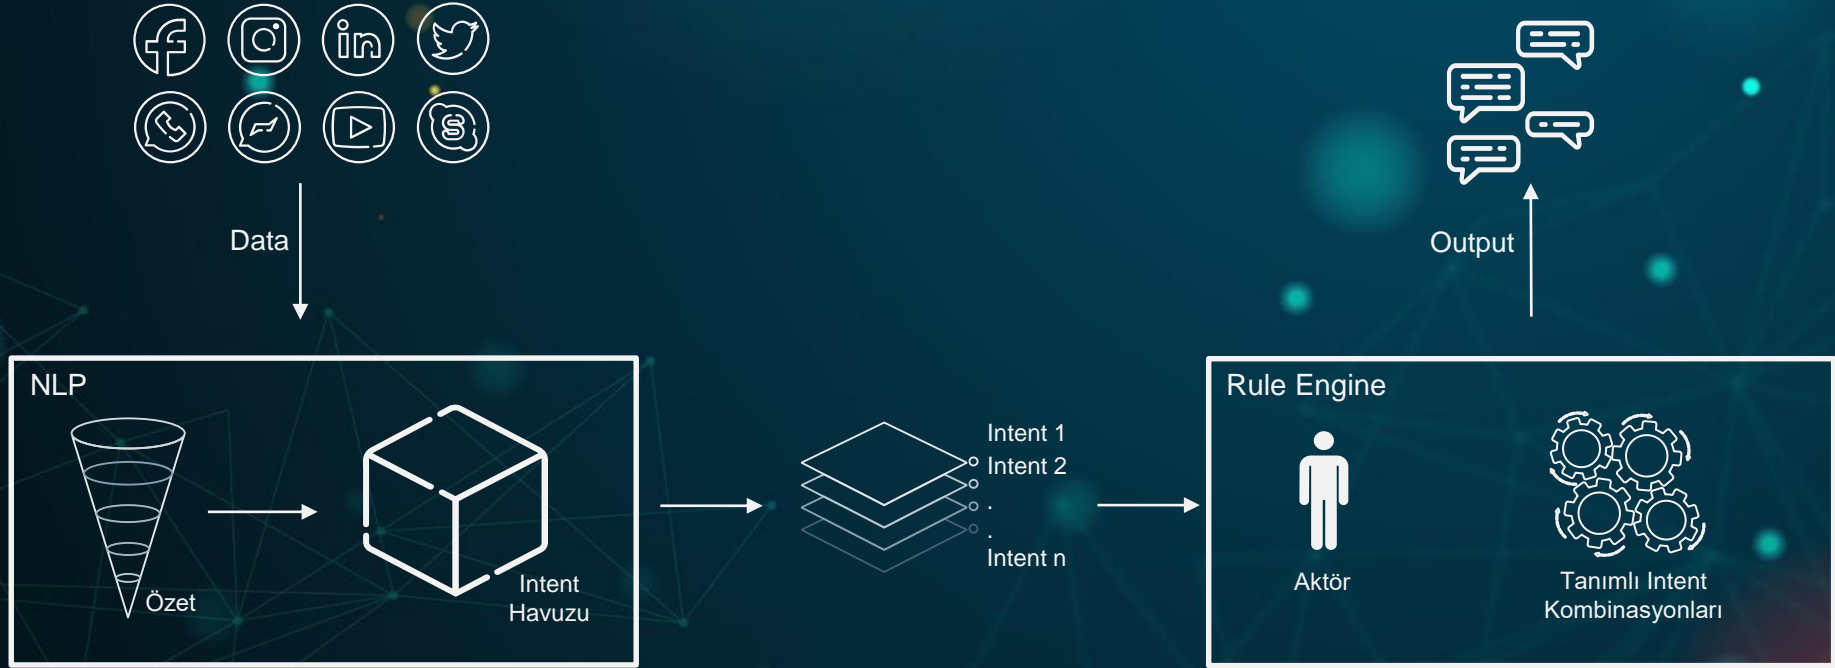 Data
Output
NLP
Özet
Intent
Havuzu
Intent 1
Intent 2
.
.
Intent n
Rule Engine
Aktör
Tanımlı Intent
Kombinasyonları